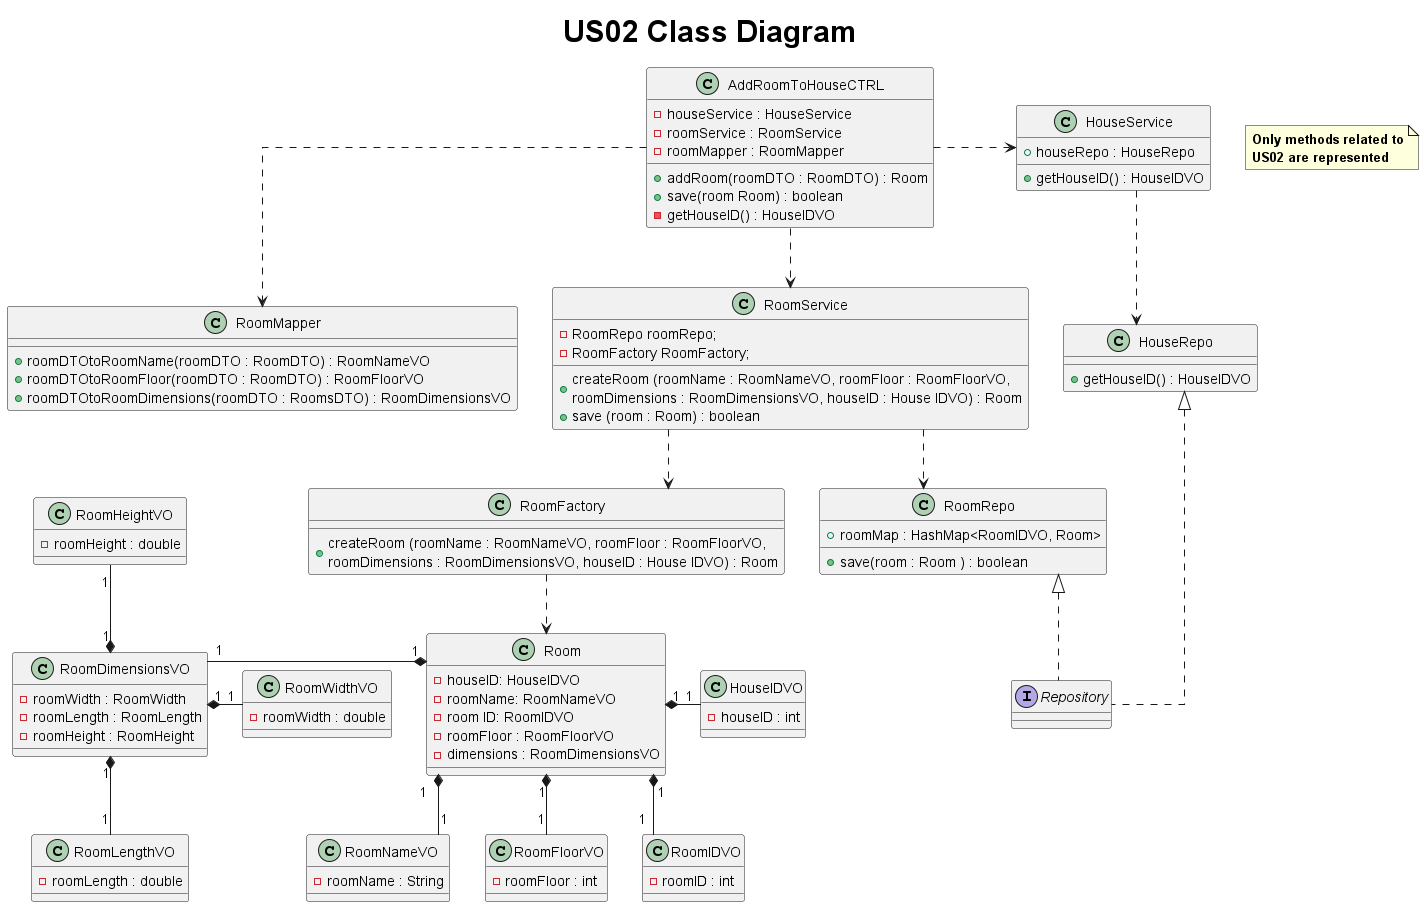 US02 Class Diagram
C AddRoomToHouseCTRL
houseService : HouseService
roomService : RoomService
roomMapper : RoomMapper
addRoom(roomDTO : RoomDTO) : Room
save(room Room) : boolean
getHouseID() : HouseIDVO
C HouseService
houseRepo : HouseRepo
getHouseID() : HouseIDVO
Only methods related to
US02 are represented
C RoomMapper
roomDTOtoRoomName(roomDTO : RoomDTO) : RoomNameVO
roomDTOtoRoomFloor(roomDTO : RoomDTO) : RoomFloorVO
roomDTOtoRoomDimensions(roomDTO : RoomsDTO) : RoomDimensionsVO
C RoomService
RoomRepo roomRepo;
RoomFactory RoomFactory;
createRoom (roomName : RoomNameVO, roomFloor : RoomFloorVO,
roomDimensions : RoomDimensionsVO, houseID : House IDVO) : Room
save (room : Room) : boolean
C HouseRepo
getHouseID() : HouseIDVO
C RoomHeightVO
roomHeight : double
C RoomFactory
createRoom (roomName : RoomNameVO, roomFloor : RoomFloorVO,
roomDimensions : RoomDimensionsVO, houseID : House IDVO) : Room
C RoomRepo
roomMap : HashMap<RoomIDVO, Room>
save(room : Room ) : boolean
1
1
1
1
C RoomDimensionsVO
roomWidth : RoomWidth
roomLength : RoomLength
roomHeight : RoomHeight
1 1
C RoomWidthVO
roomWidth : double
C Room
houseID: HouseIDVO
roomName: RoomNameVO
room ID: RoomIDVO
roomFloor : RoomFloorVO
dimensions : RoomDimensionsVO
1 1
C HouseIDVO
houseID : int
I Repository
1
1
1
1
1
1
1
1
C RoomLengthVO
roomLength : double
C RoomNameVO
roomName : String
C RoomFloorVO
roomFloor : int
C RoomIDVO
roomID : int